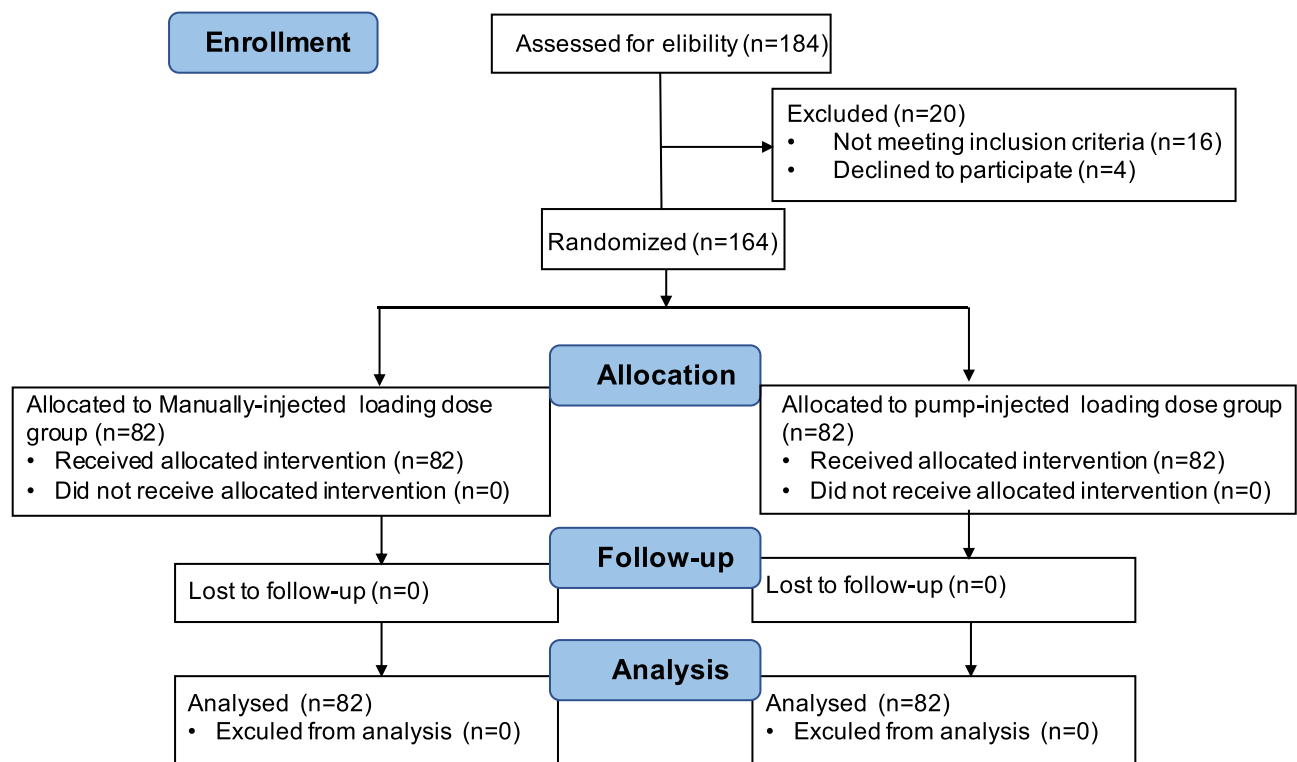 Enrollment
Assessed for elibility (n=184)
Excluded (n=20)
• Not meeting inclusion criteria (n=16)
• Declined to participate (n=4)
Randomized (n=164)
Allocation
Allocated to Manually-injected loading dose
group (n=82)
• Received allocated intervention (n=82)
• Did not receive allocated intervention (n=0)
Allocated to pump-injected loading dose group
(n=82)
• Received allocated intervention (n=82)
• Did not receive allocated intervention (n=0)
Follow-up
Lost to follow-up (n=0)
Lost to follow-up (n=0)
Analysis
Analysed (n=82)
• Exculed from analysis (n=0)
Analysed (n=82)
• Exculed from analysis (n=0)